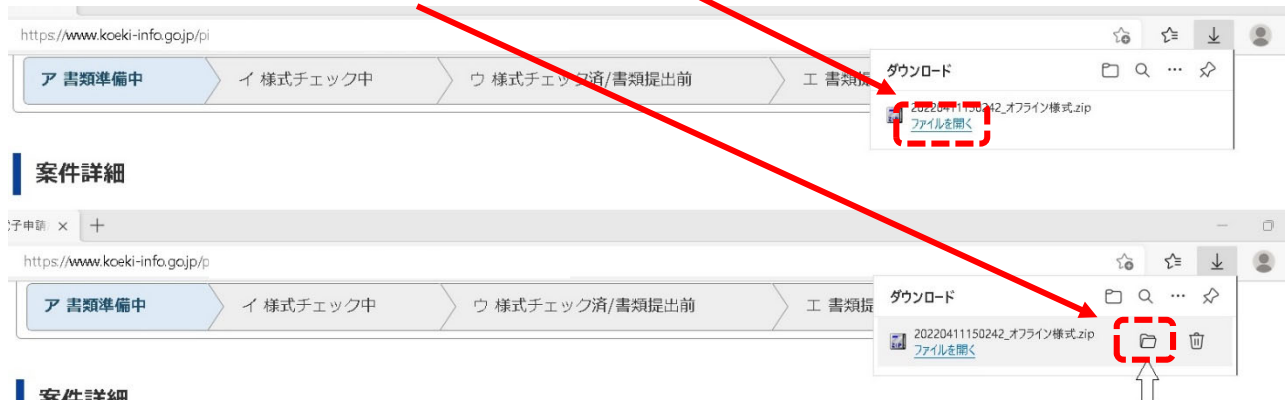 https://www.koeki-info.go.jp/pi
ア 書類準備中
イ 様式チェック中
ウ 様式チェック済/書類提出前
エ 書類提
ダウンロード
20220411150242_オフライン様式.zip
ファイルを開く
案件詳細
子申請
https://www.koeki-info.go.jp/p
ア 書類準備中
イ 様式チェック中
ウ 様式チェック済/書類提出前
エ 書類提
ダウンロード
20220411150242_オフライン様式.zip
ファイルを開く
案件詳細